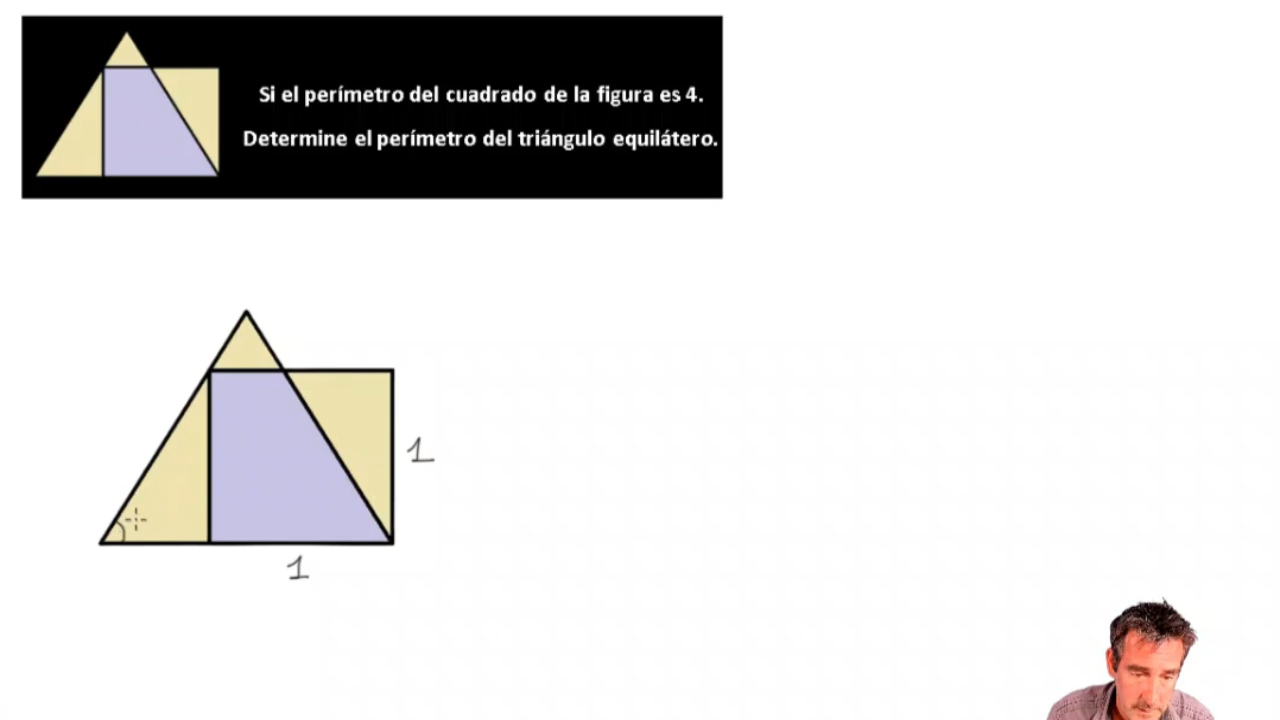 Si el perímetro del cuadrado de la figura es 4.
Determine el perímetro del triángulo equilátero.
1
1